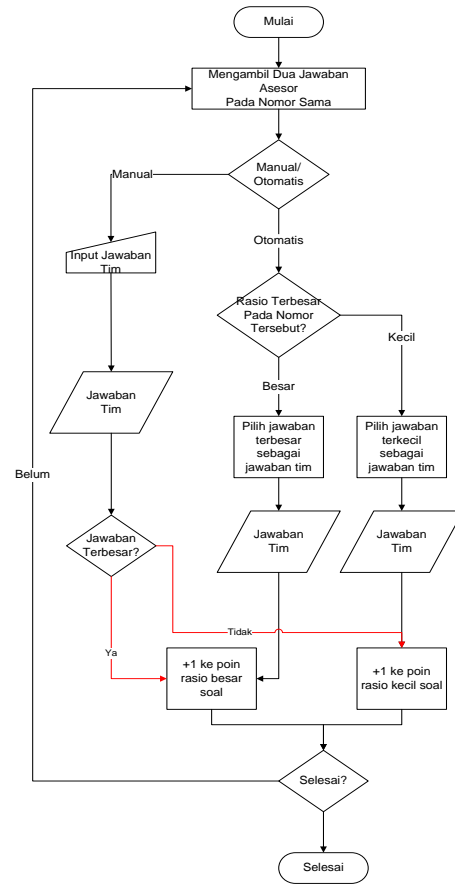 Mulai
Mengambil Dua Jawaban
Asesor
Pada Nomor Sama
Manual/
Otomatis
Manual
Otomatis
Input Jawaban
Tim
Rasio Terbesar
Pada Nomor
Tersebut?
Kecil
Besar
Jawaban
Tim
Pilih jawaban
terbesar
sebagai
jawaban tim
Pilih jawaban
terkecil
sebagai
jawaban tim
Belum
Jawaban
Terbesar?
Jawaban
Tim
Jawaban
Tim
Tidak
Ya
+1 ke poin
rasio besar
soal
+1 ke poin
rasio kecil soal
Selesai?
Selesai